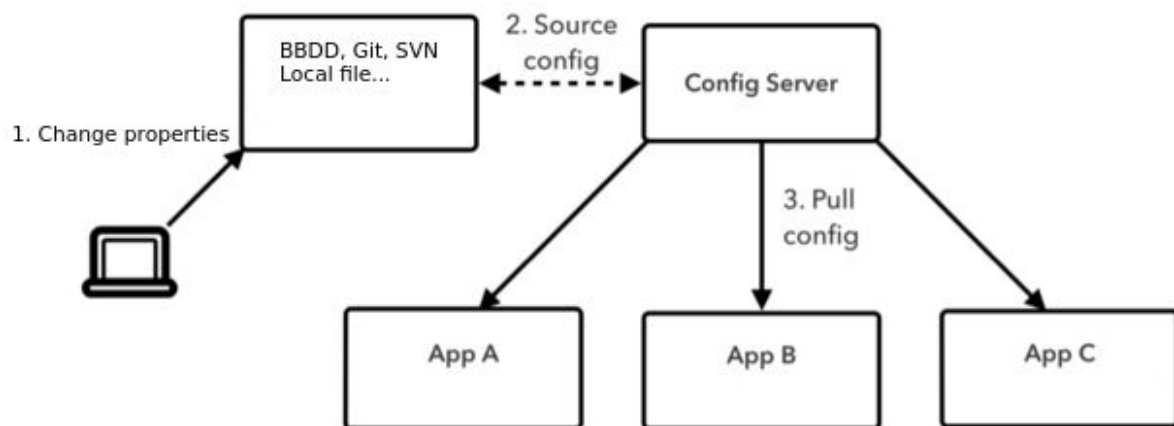 BBDD, Git, SVN
Local file...
2. Source
config
Config Server
1. Change properties
3. Pull
config
App A
App B
App C